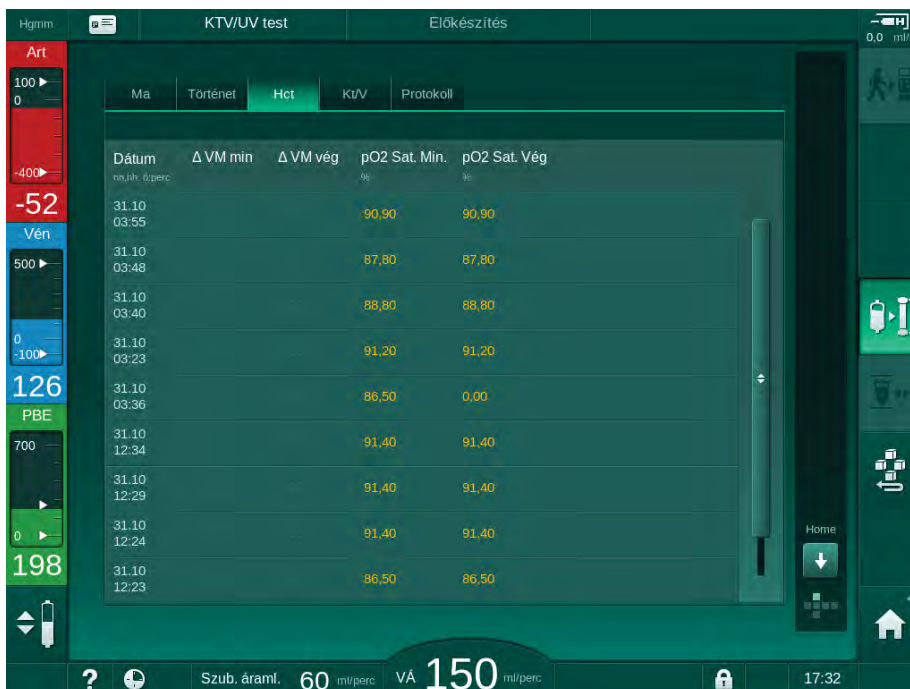 Hgmm
KTV/UV test
Előkészítés
0,0 ml/
Art
100
0
-400
-52
Vén
500
0
-100
126
PBE
700
0
198
Ma Történet Hct Kt/V Protokoll
Dátum Δ VM min Δ VM vég pO2 Sat. Mín. pO2 Sat. Vég
nn,hh. ó:perc % %
31.10
03:55 90,90 90,90
31.10
03:48 87,80 87,80
31.10
03:40 88,80 88,80
31.10
03:23 91,20 91,20
31.10
03:36 86,50 0,00
31.10
12:34 91,40 91,40
31.10
12:29 91,40 91,40
31.10
12:24 91,40 91,40
31.10
12:23 86,50 86,50
Home
? Szub. áraml. 60 ml/perc VÁ 150 ml/perc 17:32